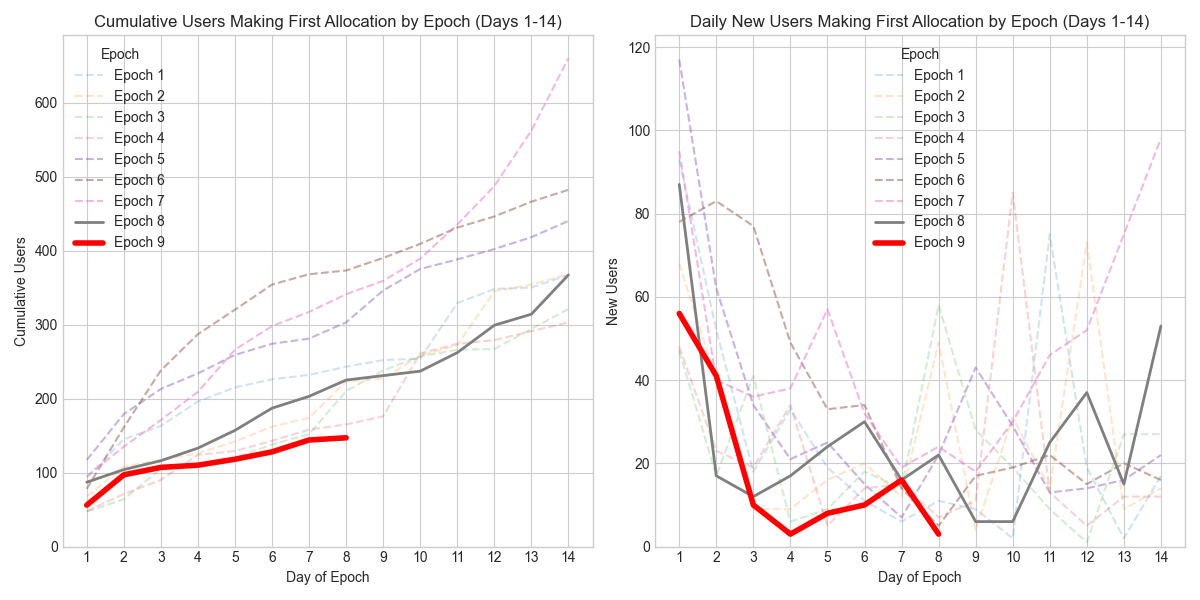 Cumulative Users Making First Allocation by Epoch (Days 1-14)
Cumulative Users
600
500
400
300
200
100
0
Epoch
Epoch 1
Epoch 2
Epoch 3
Epoch 4
Epoch 5
Epoch 6
Epoch 7
Epoch 8
Epoch 9
1 2 3 4 5 6 7 8 9 10 11 12 13 14
Day of Epoch
Daily New Users Making First Allocation by Epoch (Days 1-14)
New Users
120
100
80
60
40
20
0
Epoch
Epoch 1
Epoch 2
Epoch 3
Epoch 4
Epoch 5
Epoch 6
Epoch 7
Epoch 8
Epoch 9
1 2 3 4 5 6 7 8 9 10 11 12 13 14
Day of Epoch